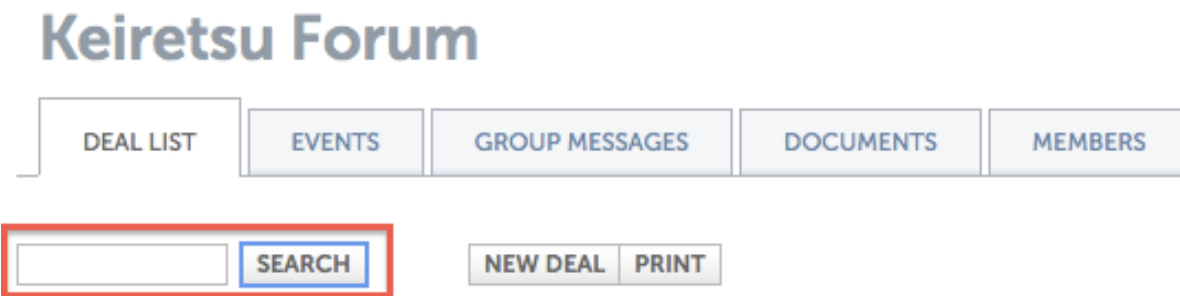 Keiretsu Forum
DEAL LIST EVENTS GROUP MESSAGES DOCUMENTS MEMBERS
SEARCH NEW DEAL PRINT